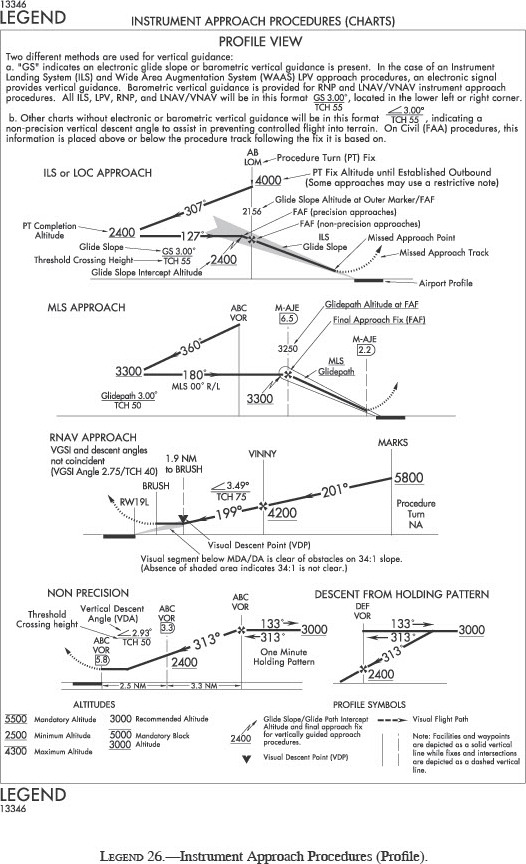 13346
LEGEND
INSTRUMENT APPROACH PROCEDURES (CHARTS)
PROFILE VIEW
Two different methods are used for vertical guidance:
a. "GS" indicates an electronic glide slope or barometric vertical guidance is present. In the case of an Instrument
Landing System (ILS) and Wide Area Augmentation System (WAAS) LPV approach procedures, an electronic signal
provides vertical guidance. Barometric vertical guidance is provided for RNP and LNAV/VNAV instrument approach
procedures. All ILS, LPV, RNP, and LNAV/VNAV will be in this format GS 3.00°, located in the lower left or right corner.
TCH 55
b. Other charts without electronic or barometric vertical guidance will be in this format 3.00°, indicating a
TCH 55
non-precision vertical descent angle to assist in preventing controlled flight into terrain. On Civil (FAA) procedures, this
information is placed above or below the procedure track following the fix it is based on.
ILS or LOC APPROACH
AB
LOM
Procedure Turn (PT) Fix
4000
PT Fix Altitude until Established Outbound
(Some approaches may use a restrictive note)
307°
2156
Glide Slope Altitude at Outer Marker/FAF
FAF (precision approaches)
FAF (non-precision approaches)
PT Completion
Altitude
2400
127°
ILS
Glide Slope
Missed Approach Point
Missed Approach Track
Glide Slope
GS 3.00°
Threshold Crossing Height
TCH 55
2400
Glide Slope Intercept Altitude
Airport Profile
MLS APPROACH
ABC
VOR
M-AJE
6.5
Glidepath Altitude at FAF
Final Approach Fix (FAF)
360°
3250
M-AJE
2.2
3300
180°
MLS 00° R/L
MLS
Glidepath
Glidepath 3.00°
TCH 50
3300
RNAV APPROACH
VGSI and descent angles
not coincident
(VGSI Angle 2.75/TCH 40)
1.9 NM
to BRUSH
VINNY
MARKS
BRUSH
RW19L
3.49°
TCH 75
5800
201°
199°
4200
Procedure
Turn
NA
Visual Descent Point (VDP)
Visual segment below MDA/DA is clear of obstacles on 34:1 slope.
(Absence of shaded area indicates 34:1 is not clear.)
NON PRECISION
DESCENT FROM HOLDING PATTERN
Threshold
Crossing height
Vertical Descent
Angle (VDA)
2.93°
TCH 50
ABC
VOR
5.8
ABC
VOR
3.3
ABC
VOR
133°
313°
3000
One Minute
Holding Pattern
313°
2400
2.5 NM
3.3 NM
DEF
VOR
133°
313°
3000
313°
2400
ALTITUDES
5500 Mandatory Altitude
2500 Minimum Altitude
4300 Maximum Altitude
3000 Recommended Altitude
5000 Mandatory Block
3000 Altitude
PROFILE SYMBOLS
2400
Glide Slope/Glide Path Intercept
Altitude and final approach fix
for vertically guided approach
procedures.
Visual Descent Point (VDP)
Visual Flight Path
Note: Facilities and waypoints
are depicted as a solid vertical
line while fixes and intersections
are depicted as a dashed vertical
line.
LEGEND
13346
LEGEND 26.—Instrument Approach Procedures (Profile).